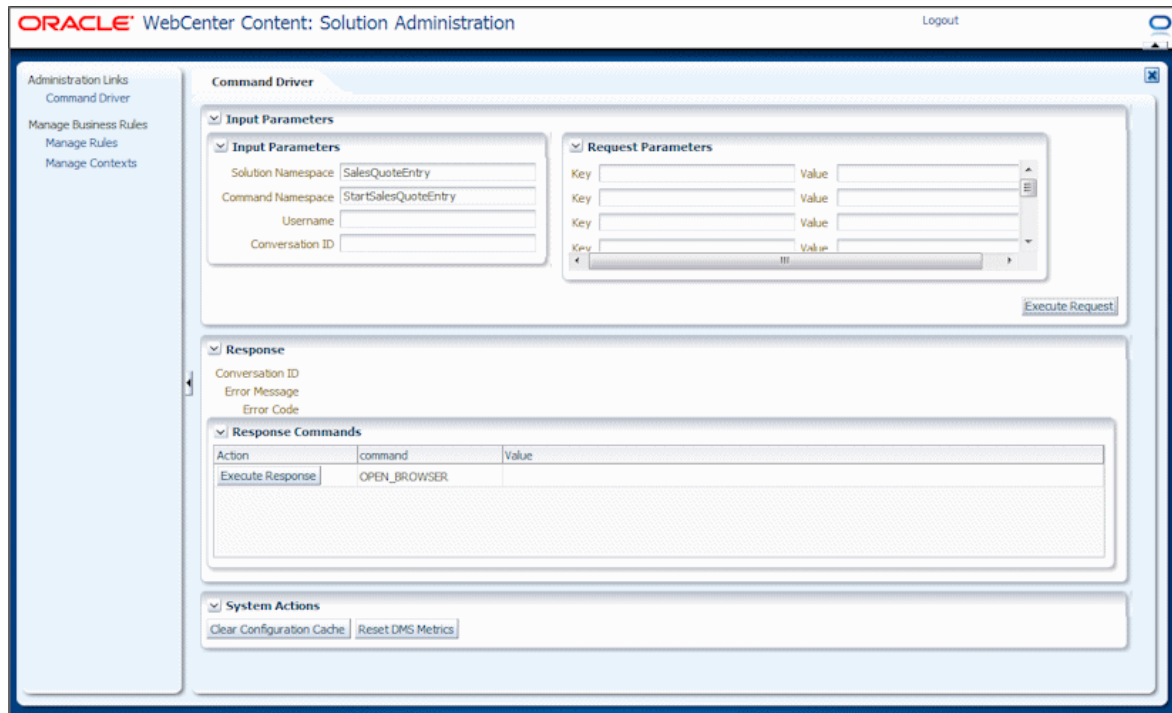 ORACLE WebCenter Content: Solution Administration
Logout
Administration Links
Command Driver
Manage Business Rules
Manage Rules
Manage Contexts
Command Driver
Input Parameters
Input Parameters
Solution Namespace SalesQuoteEntry
Command Namespace StartSalesQuoteEntry
Username
Conversation ID
Request Parameters
Key Value
Key Value
Key Value
Key Value
Execute Request
Response
Conversation ID
Error Message
Error Code
Response Commands
Action command Value
Execute Response OPEN_BROWSER
System Actions
Clear Configuration Cache Reset DMS Metrics